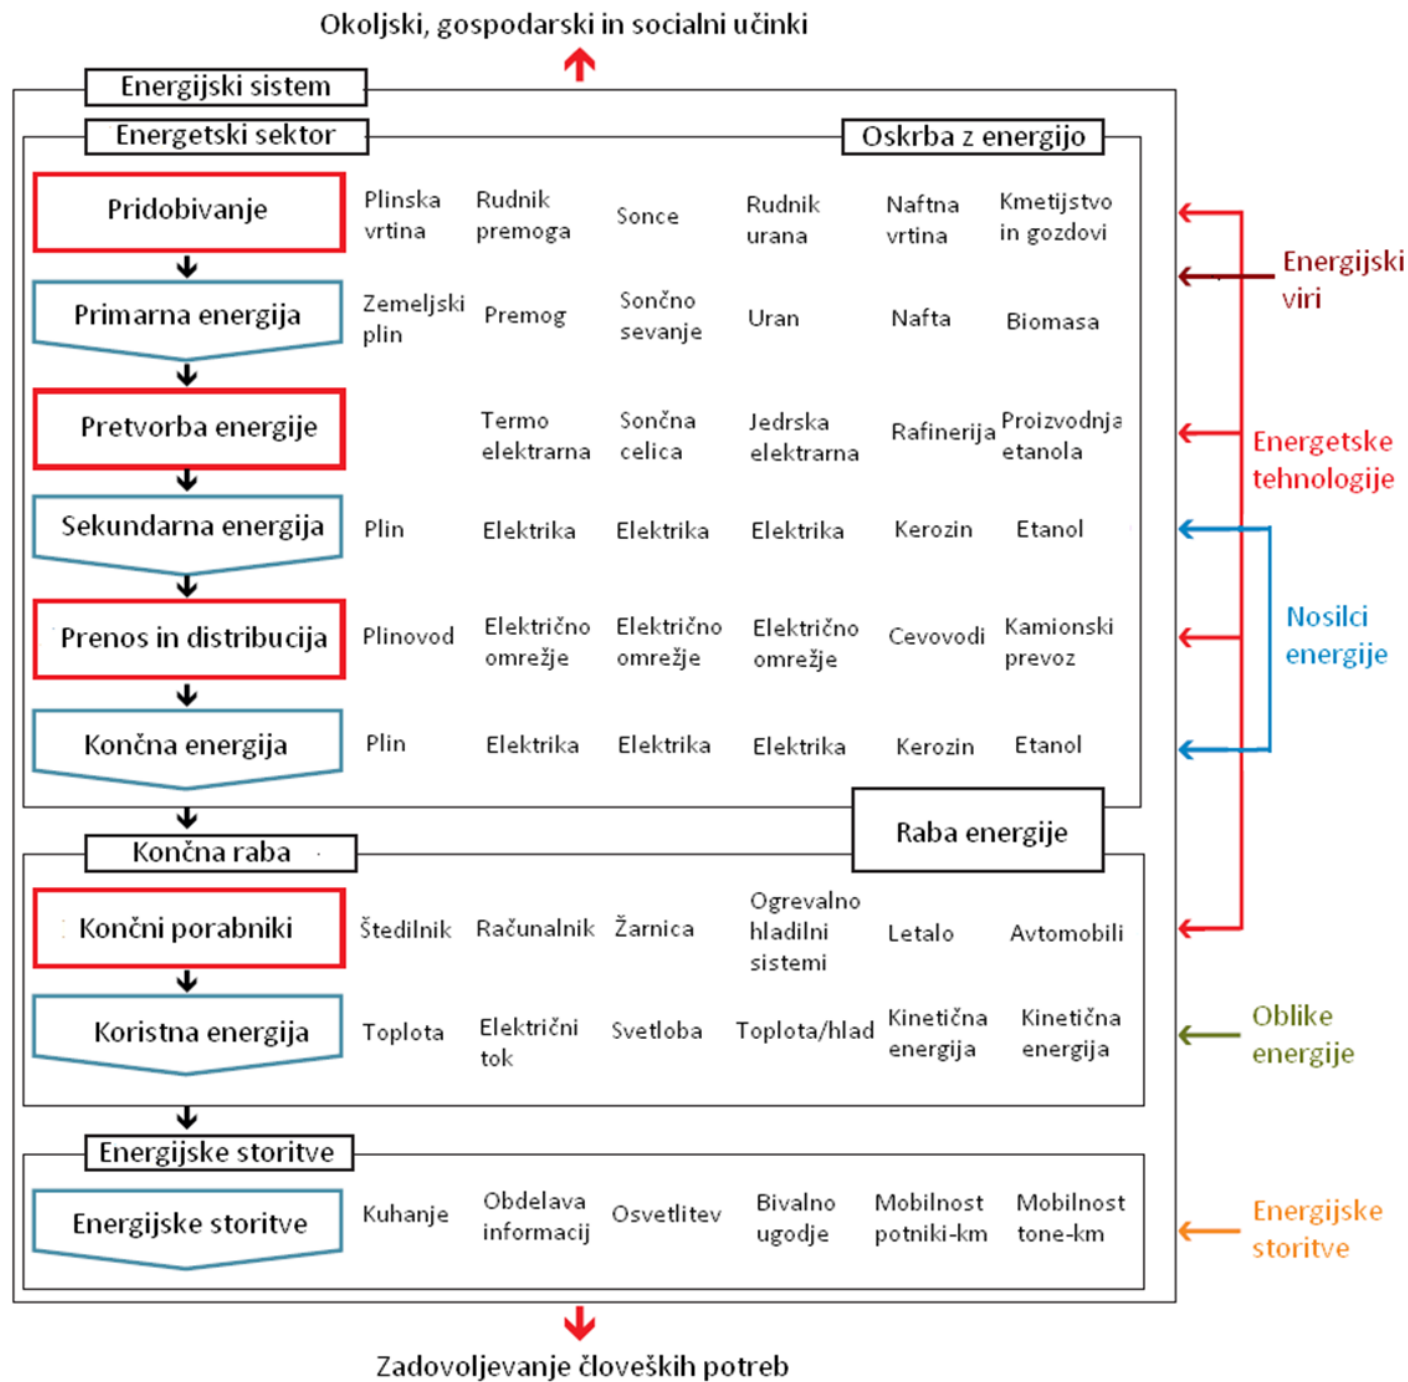 Okoljski, gospodarski in socialni učinki
Energijski sistem
Energetski sektor
Oskrba z energijo
Pridobivanje
Plinska
vrtina
Rudnik
premoga
Sonce
Rudnik
urana
Naftna
vrtina
Kmetijstvo
in gozdovi
Energijski
viri
Primarna energija
Zemeljski
plin
Premog
Sončno
sevanje
Uran
Nafta
Biomasa
Pretvorba energije
Termo
elektrarna
Sončna
celica
Jedrska
elektrarna
Rafinerija
Proizvodnja
etanola
Energetske
tehnologije
Sekundarna energija
Plin
Elektrika
Elektrika
Elektrika
Kerozin
Etanol
Prenos in distribucija
Plinovod
Električno
omrežje
Električno
omrežje
Električno
omrežje
Cevovodi
Kamionski
prevoz
Nosilci
energije
Končna energija
Plin
Elektrika
Elektrika
Elektrika
Kerozin
Etanol
Raba energije
Končna raba
Končni porabniki
Štedilnik
Računalnik
Žarnica
Ogrevalno
hladilni
sistemi
Letalo
Avtomobili
Koristna energija
Toplota
Električni
tok
Svetloba
Toplota/hlad
Kinetična
energija
Kinetična
energija
Oblike
energije
Energijske storitve
Energijske storitve
Kuhanje
Obdelava
informacij
Osvetlitev
Bivalno
ugodje
Mobilnost
potniki-km
Mobilnost
tone-km
Energijske
storitve
Zadovoljevanje človeških potreb